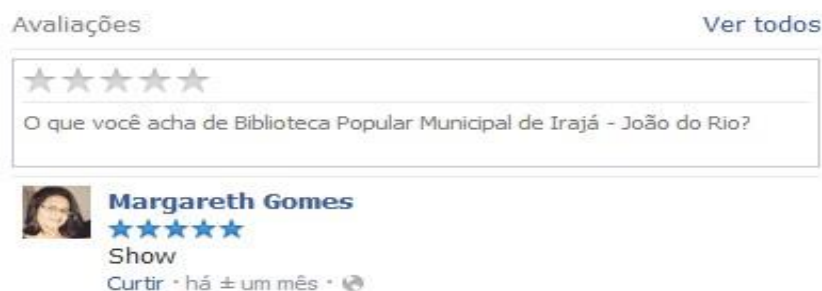 Avaliações Ver todos
O que você acha de Biblioteca Popular Municipal de Irajá - João do Rio?
Margareth Gomes
Show
Curtir · há ± um mês ·